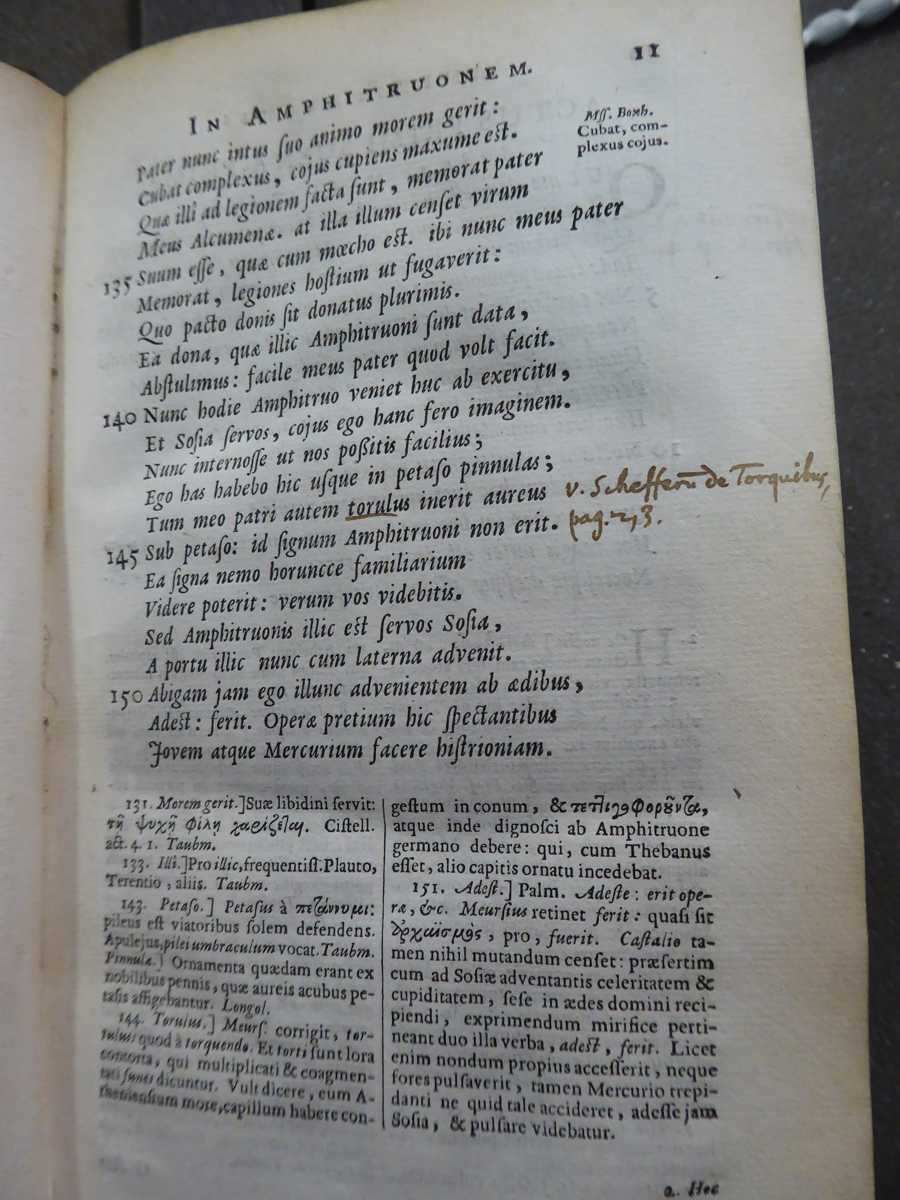 IN AMPHITRUONEM. 11
Pater nunc intus ſuo animo morem gerit:
Cubat complexus, cojus cupiens maxume eſt.
Quæ illi ad legionem facta ſunt, memorat pater
Meus Alcumenæ. at illa illum cenſet virum
135 Suum eſſe, quæ cum mœcho eſt. ibi nunc meus pater
Memorat, legiones hoſtium ut fugaverit:
Quo pacto donis ſit donatus plurimis.
Ea dona, quæ illic Amphitruoni ſunt data,
Abſtulimus: facile meus pater quod volt facit.
140 Nunc hodie Amphitruo veniet huc ab exercitu,
Et Soſia ſervos, cojus ego hanc fero imaginem.
Nunc internoſſe ut nos poßitis facilius;
Ego has habebo hic uſque in petaſo pinnulas;
Tum meo patri autem torulus inerit aureus
145 Sub petaſo: id ſignum Amphitruoni non erit.
Ea ſigna nemo horuncce familiarium
Videre poterit: verum vos videbitis.
Sed Amphitruonis illic eſt ſervos Soſia,
A portu illic nunc cum laterna advenit.
150 Abigam jam ego illunc advenientem ab ædibus,
Adeſt: ferit. Operæ pretium hic ſpectantibus
Jovem atque Mercurium facere hiſtrioniam.
Mſſ. Boxh.
Cubat, com-
plexus cojus.
v. Schefferũ de Torquibus,
pag. 2, 3.
131. Morem gerit.] Suæ libidini ſervit:
τῇ ψυχῇ φίλῃ χαρίζεται. Ciſtell.
act. 4. 1. Taubm.
133. Illi.] Pro illic, frequentiſſ. Plauto,
Terentio, aliis. Taubm.
143. Petaſo.] Petaſus à πετάννυμι:
pileus eſt viatoribus ſolem defendens.
Apulejus, pilei umbraculum vocat. Taubm.
Pinnulæ.] Ornamenta quædam erant ex
nobilibus pennis, quæ aureis acubus pe-
taſis affigebantur. Longol.
144. Torulus.] Meurſ. corrigit, tor-
tulus quod à torquendo. Et torti ſunt lora
contorta, qui multiplicati & coagmen-
tati funes dicuntur. Vult dicere, eum A-
thenienſium more, capillum habere con-
geſtum in conum, & τεττιγοφοροῦντα,
atque inde dignoſci ab Amphitruone
germano debere: qui, cum Thebanus
eſſet, alio capitis ornatu incedebat.
151. Adeſt.] Palm. Adeſte: erit ope-
ræ, &c. Meurſius retinet ferit: quaſi ſit
ἀρχαϊσμὸς, pro, fuerit. Caſtalio ta-
men nihil mutandum cenſet: præſertim
cum ad Soſiæ adventantis celeritatem &
cupiditatem, ſeſe in ædes domini reci-
piendi, exprimendum mirifice perti-
neant duo illa verba, adeſt, ferit. Licet
enim nondum propius acceſſerit, neque
fores pulſaverit, tamen Mercurio trepi-
danti ne quid tale accideret, adeſſe jam
Soſia, & pulſare videbatur.
2. Hoc